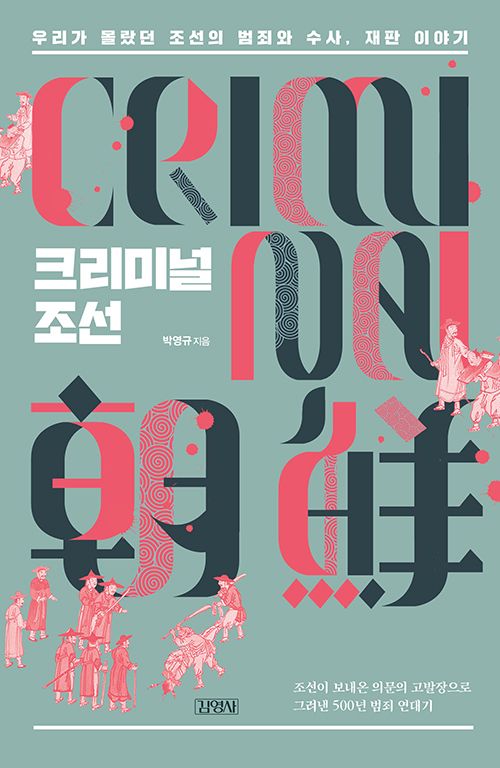 우리가 몰랐던 조선의 범죄와 수사, 재판 이야기
CRIMI
NAL
크리미널
조선
박영규 지음
朝鮮
조선이 보내온 의문의 고발장으로
그려낸 500년 범죄 연대기
김영사